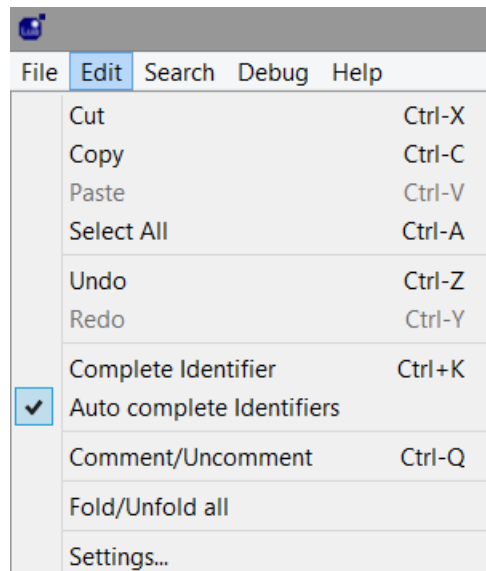 File Edit Search Debug Help
Cut Ctrl-X
Copy Ctrl-C
Paste Ctrl-V
Select All Ctrl-A
Undo Ctrl-Z
Redo Ctrl-Y
Complete Identifier Ctrl+K
Auto complete Identifiers
Comment/Uncomment Ctrl-Q
Fold/Unfold all
Settings...